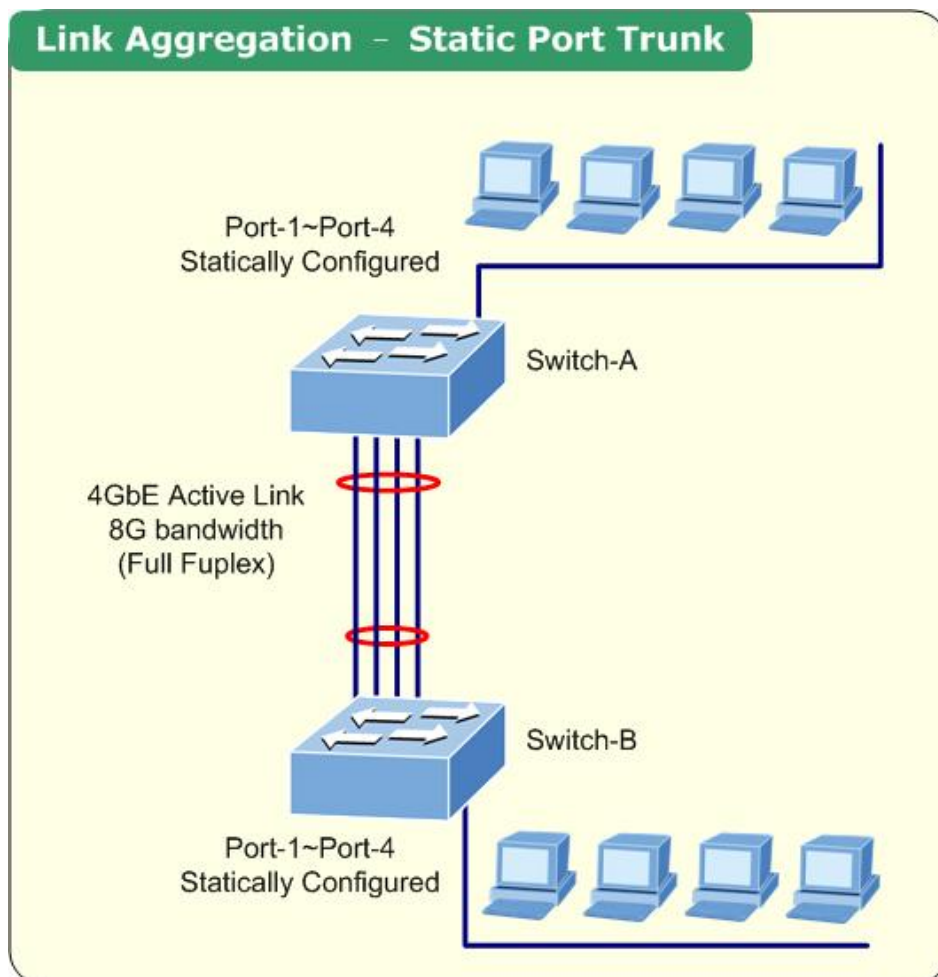 Link Aggregation – Static Port Trunk
Port-1~Port-4
Statically Configured
Switch-A
4GbE Active Link
8G bandwidth
(Full Fuplex)
Switch-B
Port-1~Port-4
Statically Configured